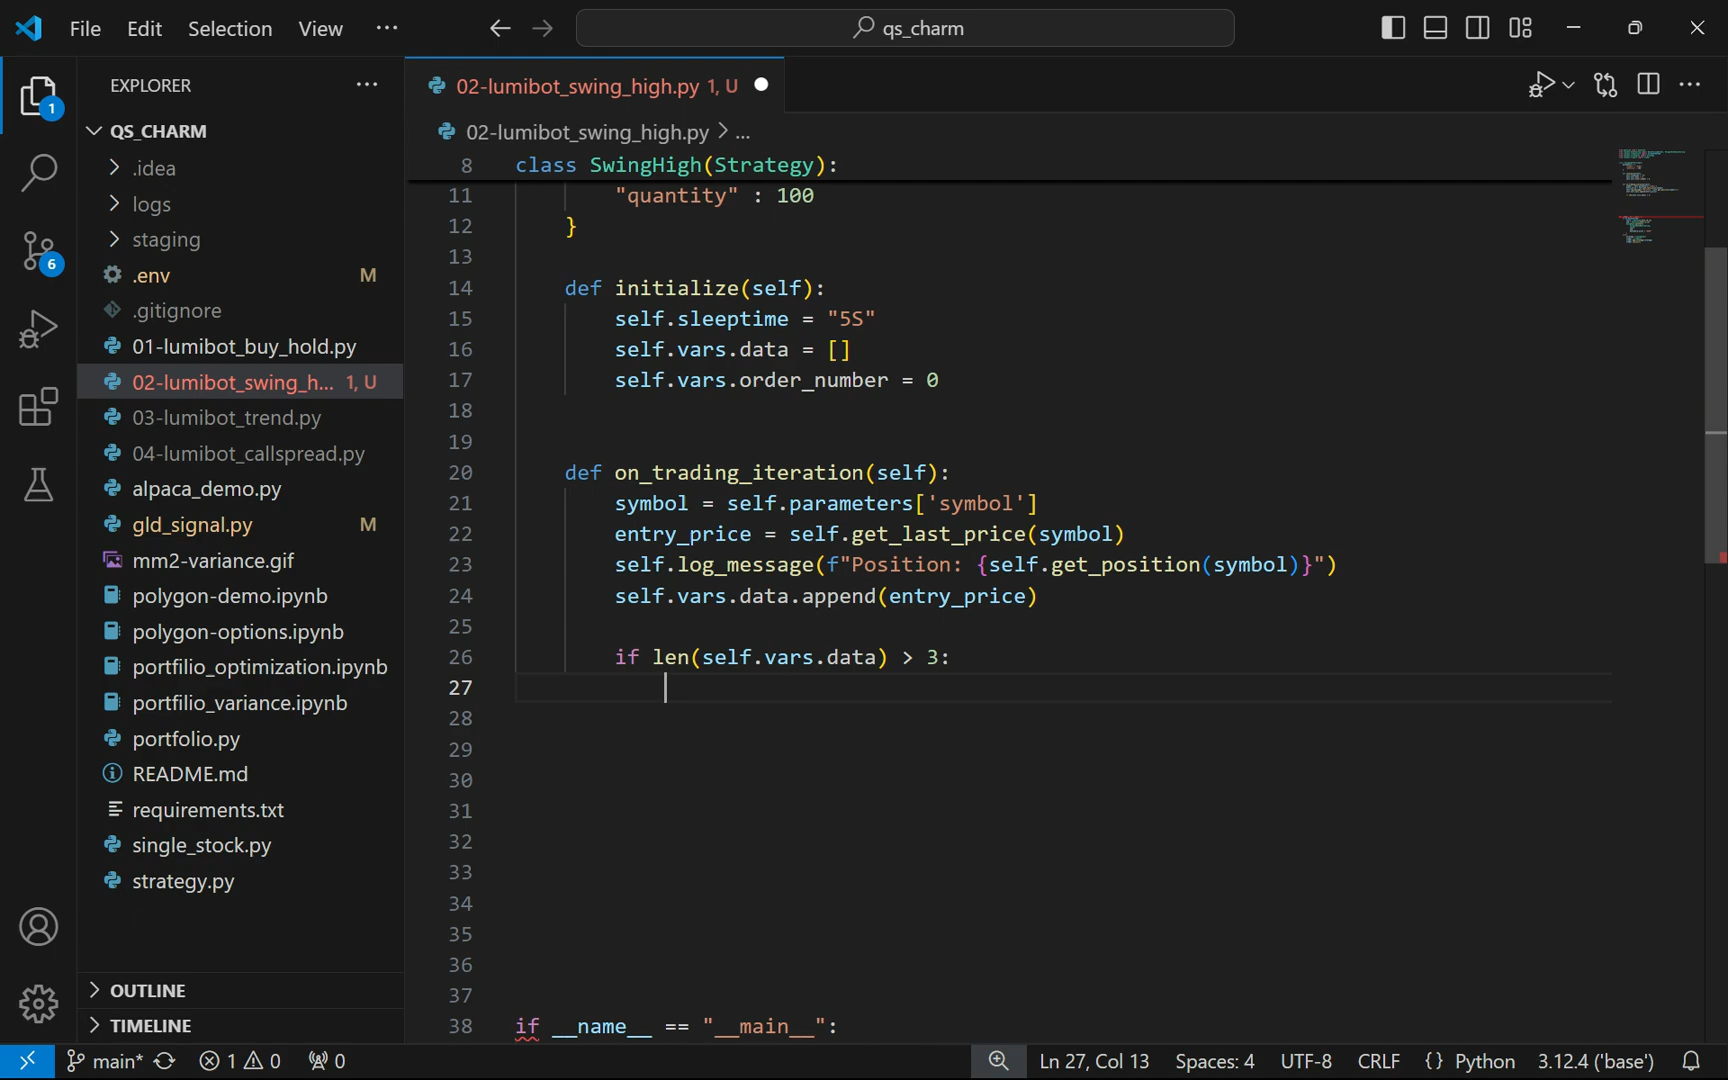 File Edit Selection View ··· qs_charm
EXPLORER ···
QS_CHARM
.idea
logs
staging
.env M
.gitignore
01-lumibot_buy_hold.py
02-lumibot_swing_h... 1, U
03-lumibot_trend.py
04-lumibot_callspread.py
alpaca_demo.py
gld_signal.py M
mm2-variance.gif
polygon-demo.ipynb
polygon-options.ipynb
portfilio_optimization.ipynb
portfilio_variance.ipynb
portfolio.py
README.md
requirements.txt
single_stock.py
strategy.py
OUTLINE
TIMELINE
1
6
02-lumibot_swing_high.py 1, U
02-lumibot_swing_high.py > ...
8 class SwingHigh(Strategy):
11 "quantity" : 100
12 }
13
14 def initialize(self):
15 self.sleeptime = "5S"
16 self.vars.data = []
17 self.vars.order_number = 0
18
19
20 def on_trading_iteration(self):
21 symbol = self.parameters['symbol']
22 entry_price = self.get_last_price(symbol)
23 self.log_message(f"Position: {self.get_position(symbol)}")
24 self.vars.data.append(entry_price)
25
26 if len(self.vars.data) > 3:
27
28
29
30
31
32
33
34
35
36
37
38 if __name__ == "__main__":
main* 1 0 0 Ln 27, Col 13 Spaces: 4 UTF-8 CRLF {} Python 3.12.4 ('base')